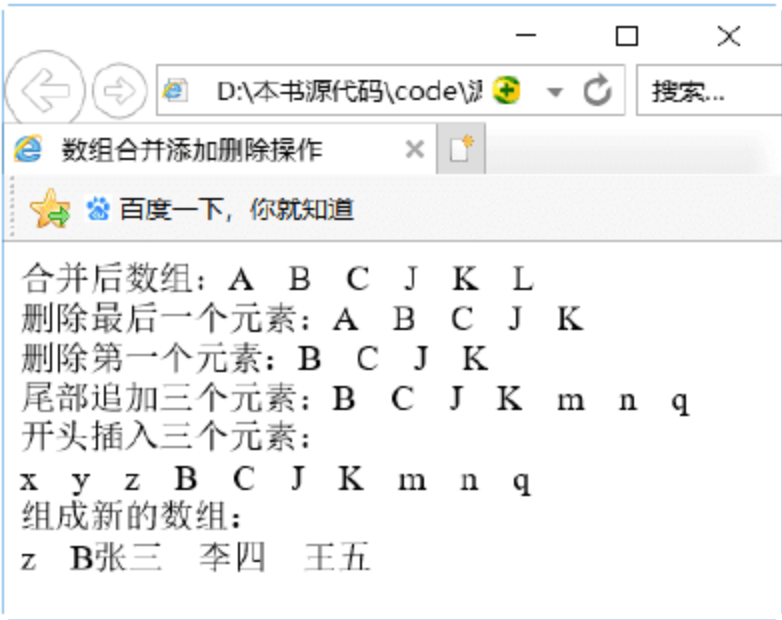 D:\本书源代码\code\源
搜索...
数组合并添加删除操作
百度一下，你就知道
合并后数组：A B C J K L
删除最后一个元素：A B C J K
删除第一个元素：B C J K
尾部追加三个元素：B C J K m n q
开头插入三个元素：
x y z B C J K m n q
组成新的数组：
z B张三 李四 王五